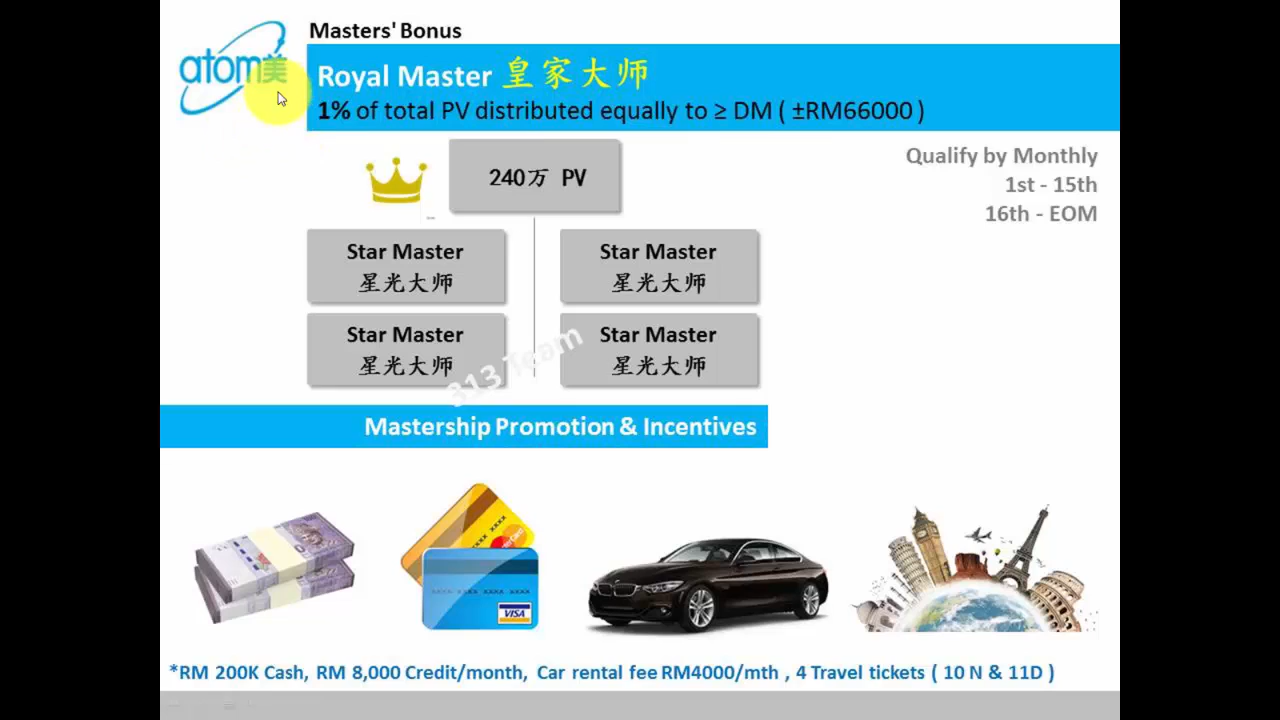 atom美
Masters' Bonus
Royal Master 皇家大师
1% of total PV distributed equally to ≥ DM ( ±RM66000 )
Qualify by Monthly
1st - 15th
16th - EOM
240万 PV
Star Master
星光大师
Star Master
星光大师
Star Master
星光大师
Star Master
星光大师
313 Team
Mastership Promotion & Incentives
VISA
*RM 200K Cash, RM 8,000 Credit/month, Car rental fee RM4000/mth , 4 Travel tickets ( 10 N & 11D )